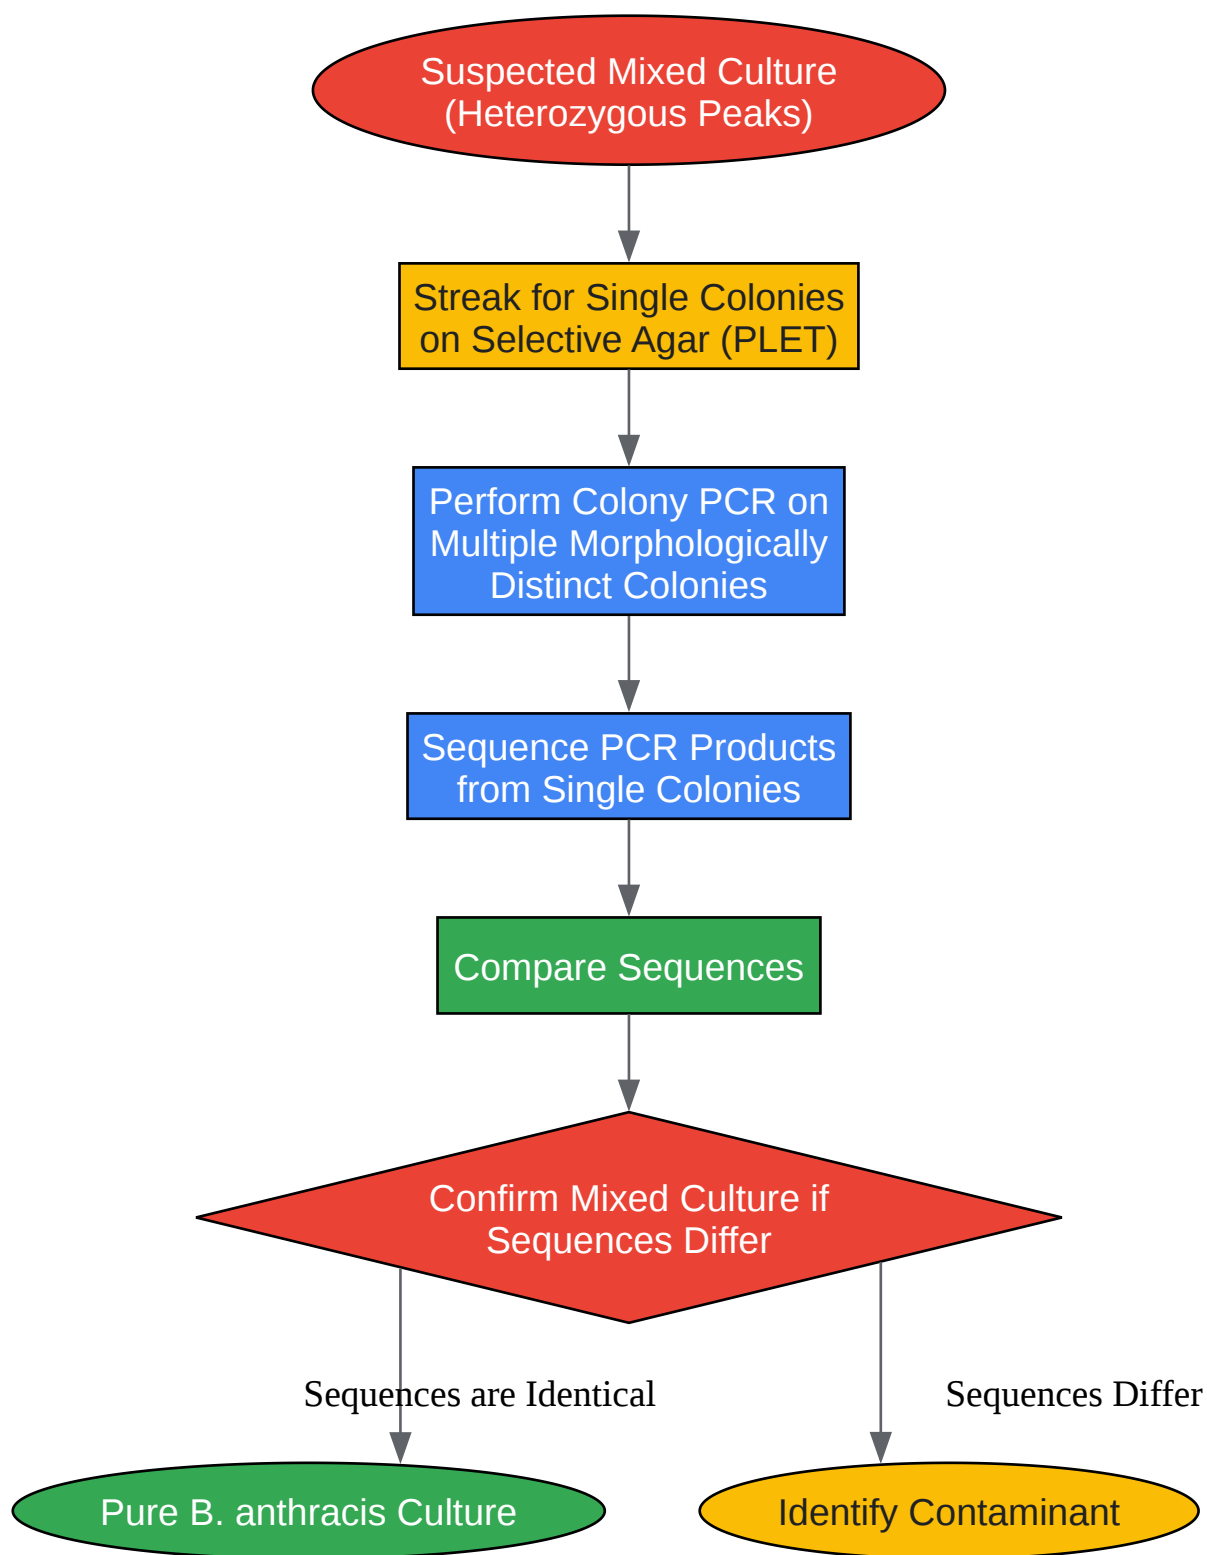 Suspected Mixed Culture
(Heterozygous Peaks)
Streak for Single Colonies
on Selective Agar (PLET)
Perform Colony PCR on
Multiple Morphologically
Distinct Colonies
Sequence PCR Products
from Single Colonies
Compare Sequences
Confirm Mixed Culture if
Sequences Differ
Sequences are Identical
Sequences Differ
Pure B. anthracis Culture
Identify Contaminant